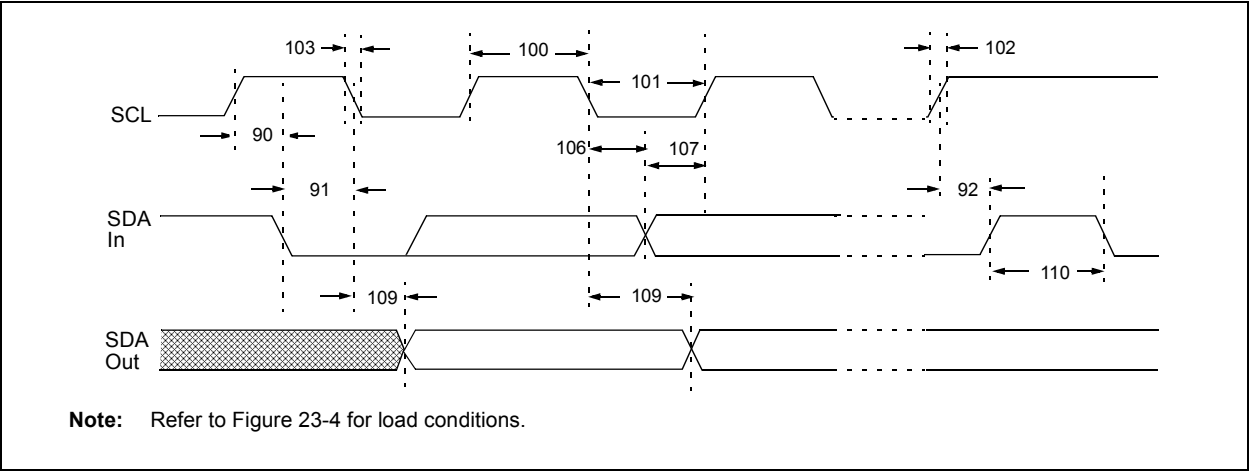 103
100
102
101
SCL
90
106
107
91
92
SDA
In
110
109
109
SDA
Out
Note: Refer to Figure 23-4 for load conditions.